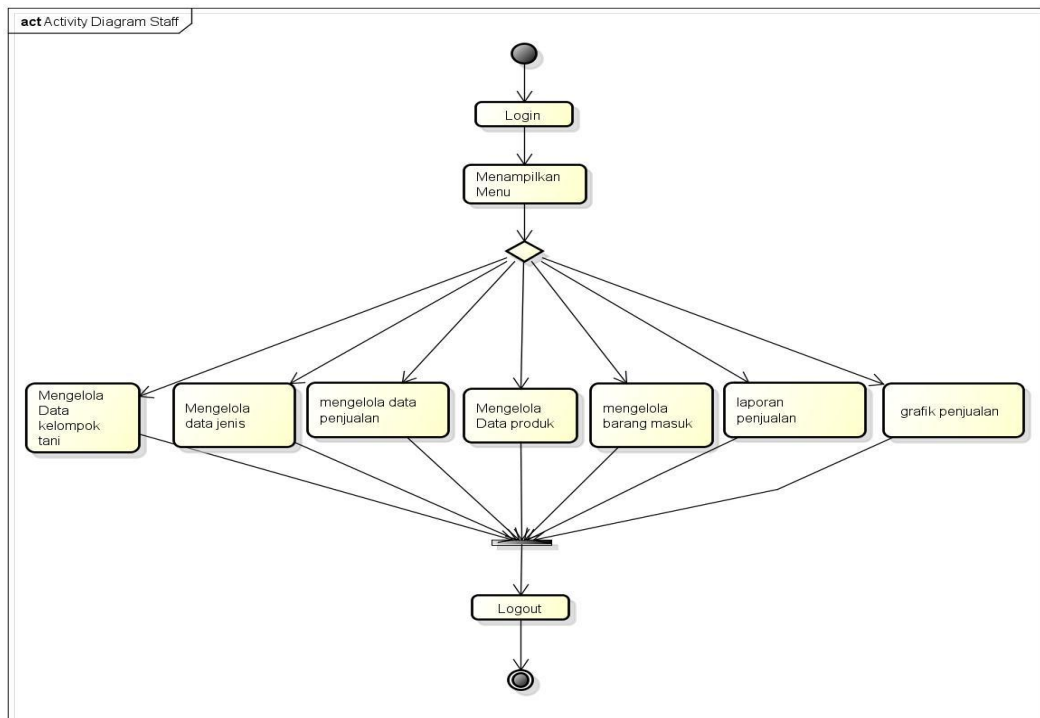 act Activity Diagram Staff
Login
Menampilkan
Menu
Mengelola
Data
kelompok
tani
Mengelola
data jenis
mengelola data
penjualan
Mengelola
Data produk
mengelola
barang masuk
laporan
penjualan
grafik penjualan
Logout